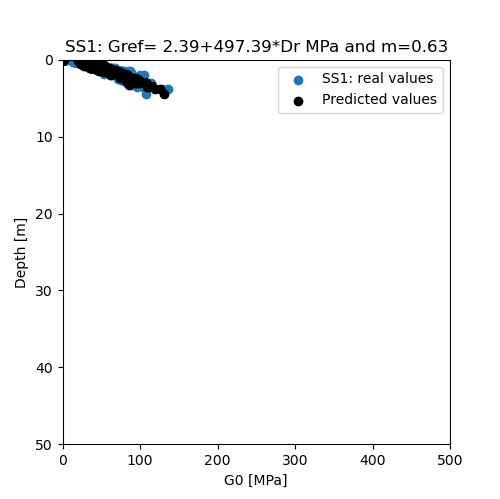 SS1: Gref= 2.39+497.39*Dr MPa and m=0.63
SS1: real values
Predicted values
0
10
20
30
40
50
Depth [m]
0 100 200 300 400 500
G0 [MPa]